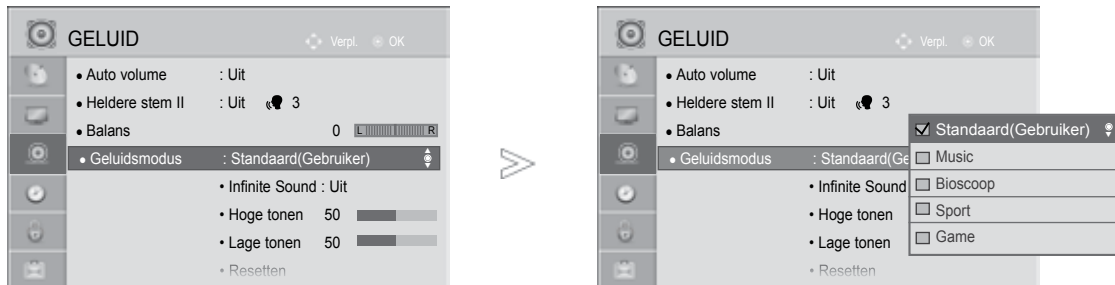 GELUID Verpl. OK
• Auto volume : Uit
• Heldere stem II : Uit 3
• Balans 0 L R
• Geluidsmodus : Standaard(Gebruiker)
• Infinite Sound : Uit
• Hoge tonen 50
• Lage tonen 50
• Resetten
GELUID Verpl. OK
• Auto volume : Uit
• Heldere stem II : Uit 3
• Balans
• Geluidsmodus : Standaard(Ge
• Infinite Sound
• Hoge tonen
• Lage tonen
• Resetten
Standaard(Gebruiker)
Music
Bioscoop
Sport
Game